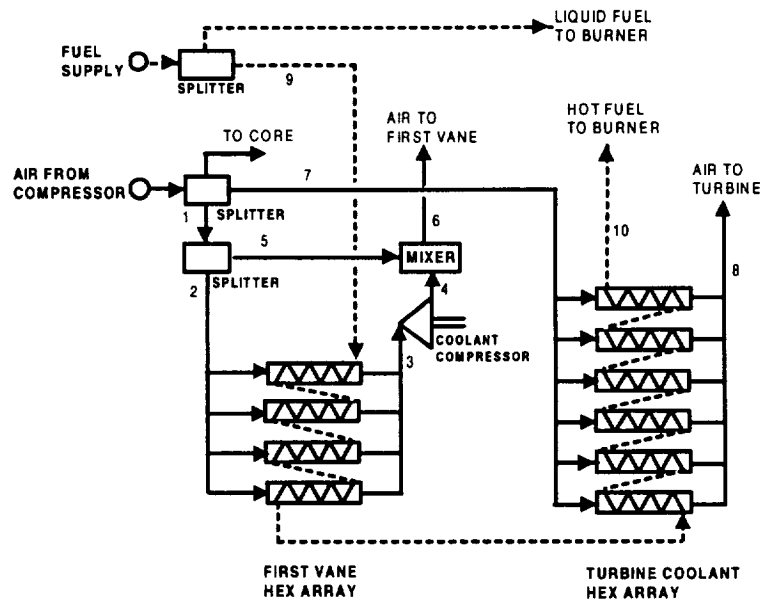 LIQUID FUEL
TO BURNER
FUEL
SUPPLY
SPLITTER
9
HOT FUEL
TO BURNER
AIR TO
FIRST VANE
TO CORE
AIR TO
TURBINE
AIR FROM
COMPRESSOR
7
1
SPLITTER
5
6
10
MIXER
8
2
SPLITTER
4
COOLANT
COMPRESSOR
3
FIRST VANE
HEX ARRAY
TURBINE COOLANT
HEX ARRAY